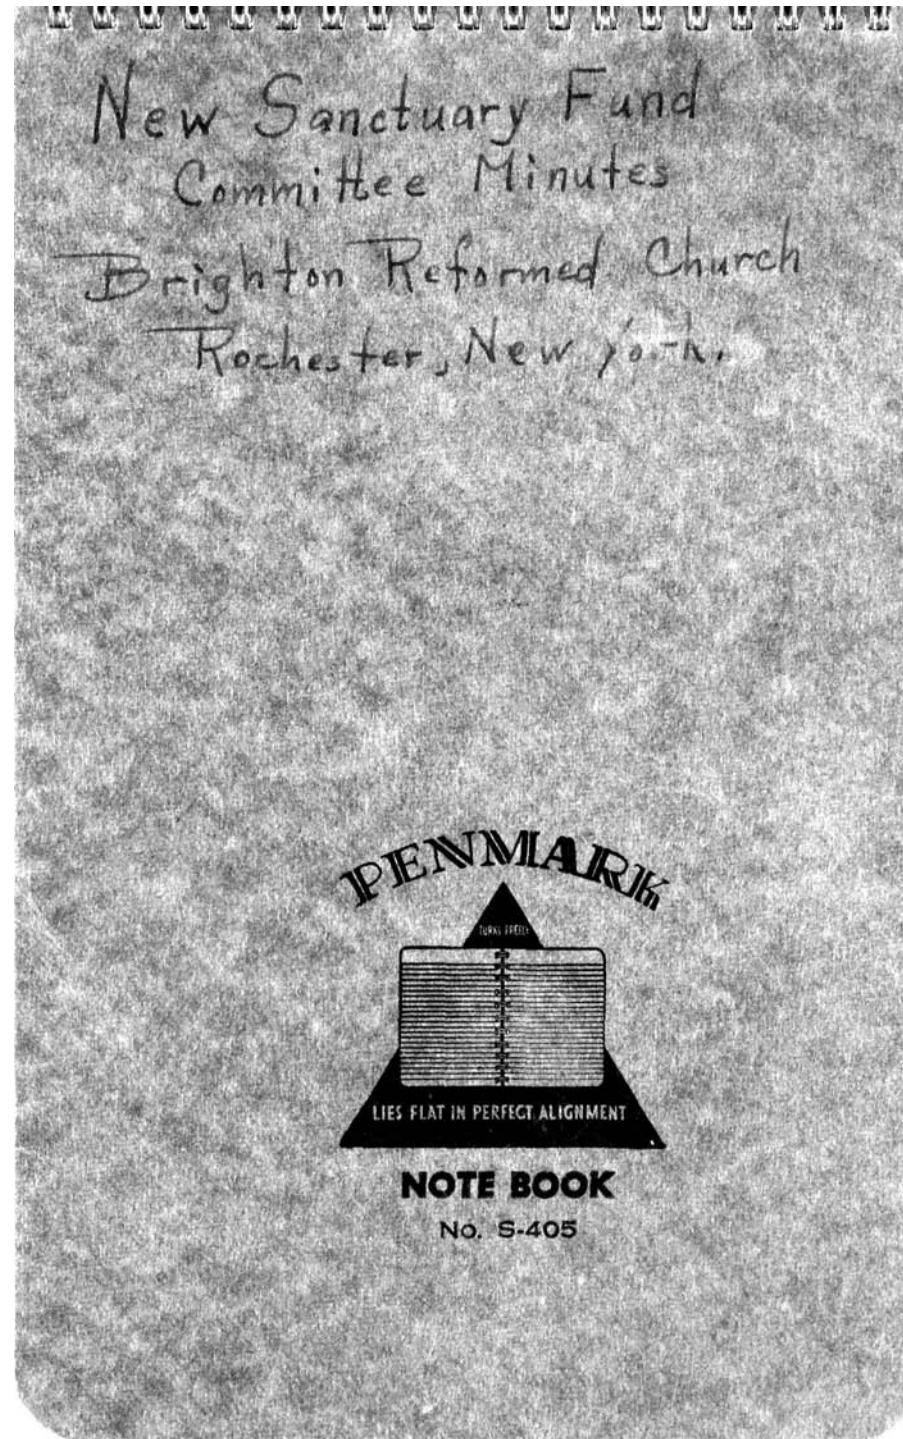 New Sanctuary Fund
Committee Minutes
Brighton Reformed Church
Rochester, New York.
PENMARK
TURNS FREELY
LIES FLAT IN PERFECT ALIGNMENT
NOTE BOOK
No. S-405